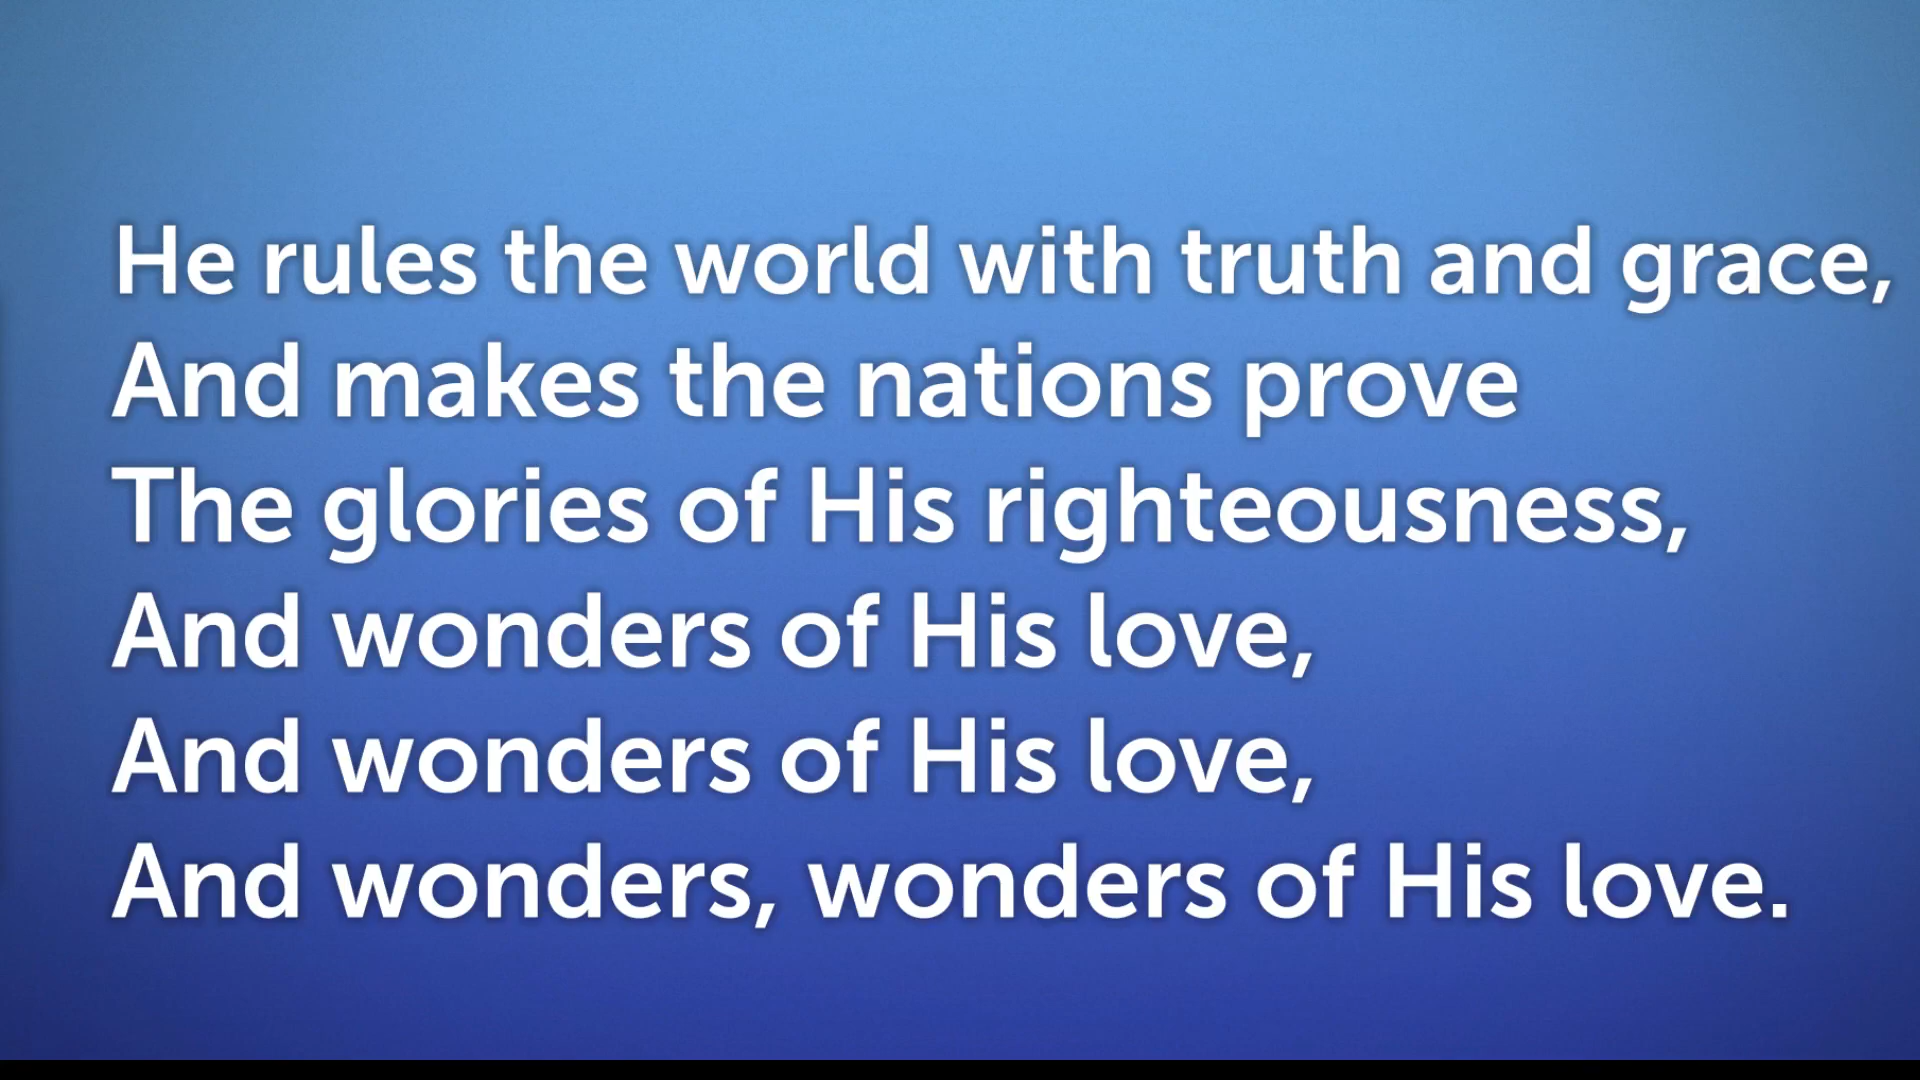 He rules the world with truth and grace,
And makes the nations prove
The glories of His righteousness,
And wonders of His love,
And wonders of His love,
And wonders, wonders of His love.